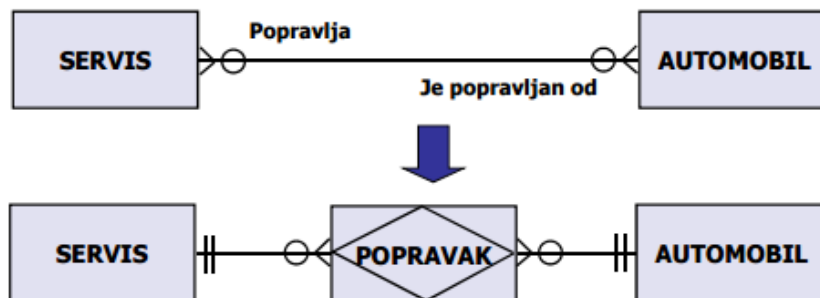 Popravlja
SERVIS
AUTOMOBIL
Je popravljan od
SERVIS
POPRAVAK
AUTOMOBIL